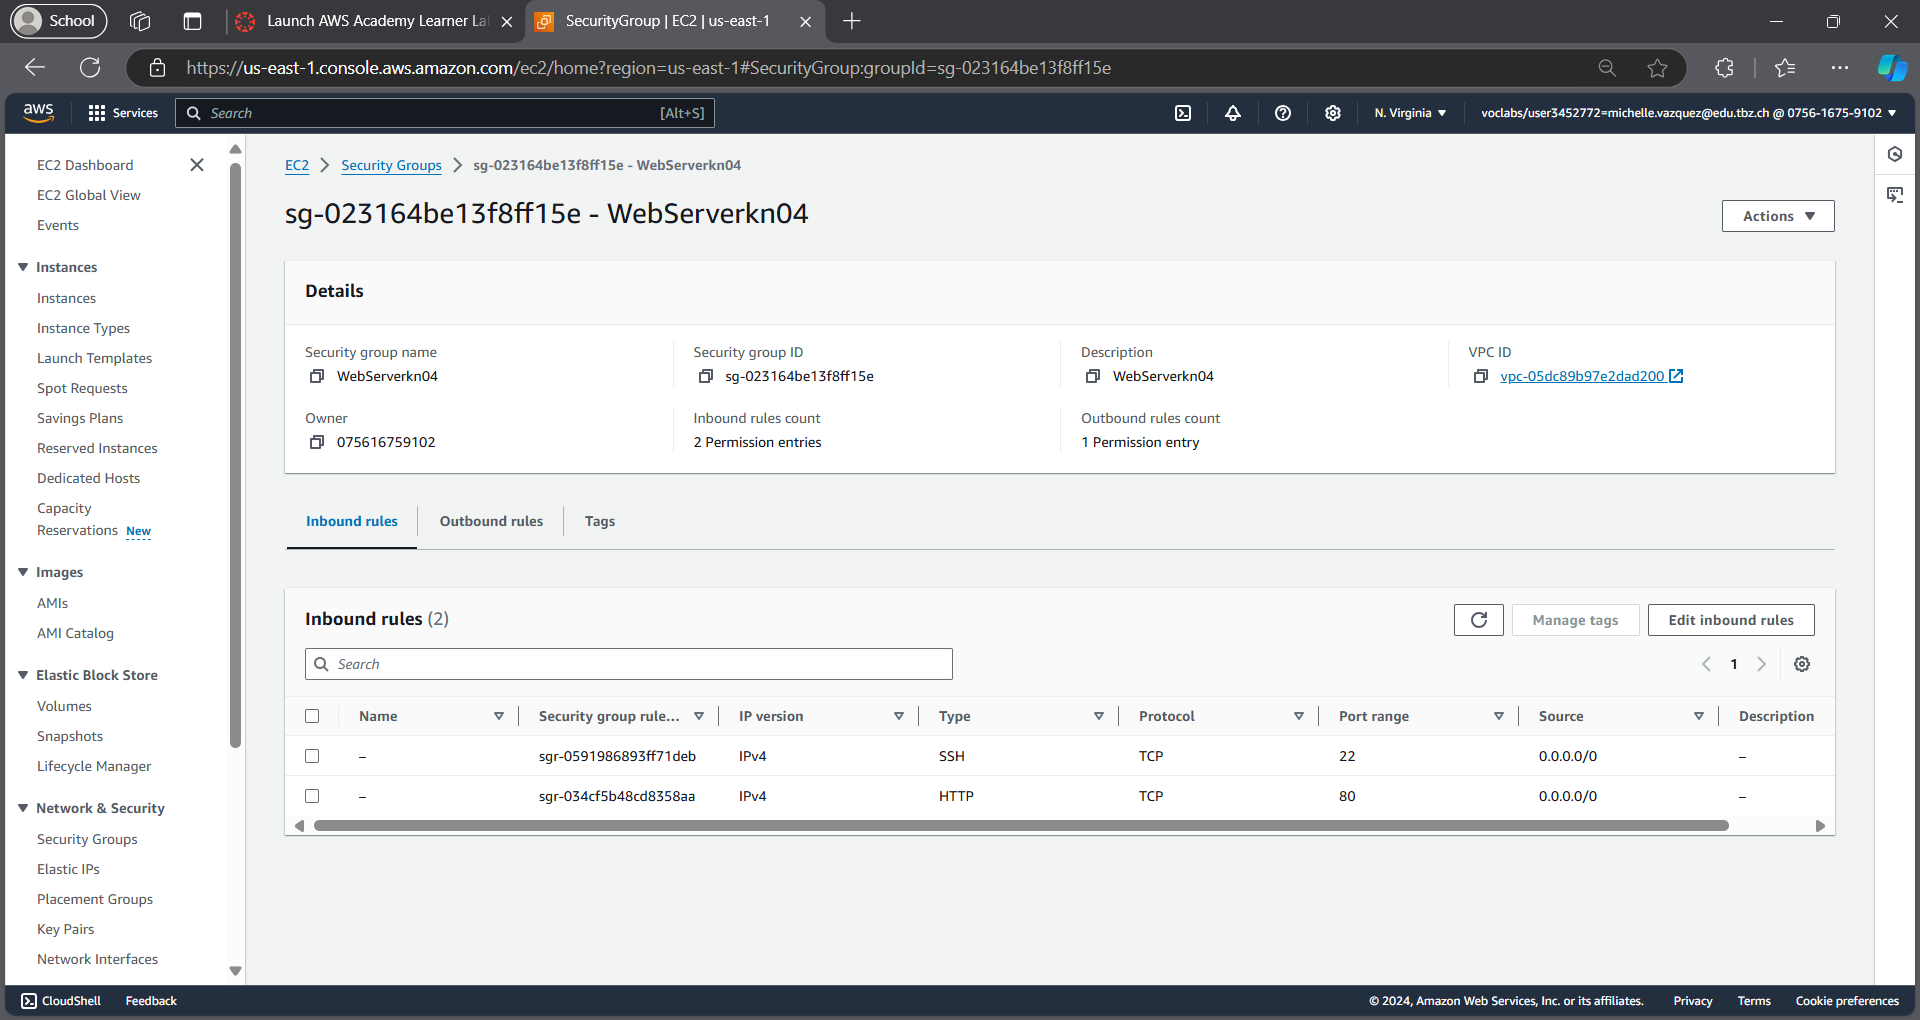 School
Launch AWS Academy Learner La
SecurityGroup | EC2 | us-east-1
https://us-east-1.console.aws.amazon.com/ec2/home?region=us-east-1#SecurityGroup:groupId=sg-023164be13f8ff15e
aws
Services
Search
[Alt+S]
N. Virginia
voclabs/user3452772=michelle.vazquez@edu.tbz.ch @ 0756-1675-9102
EC2 Dashboard
EC2 Global View
Events
Instances
Instances
Instance Types
Launch Templates
Spot Requests
Savings Plans
Reserved Instances
Dedicated Hosts
Capacity
Reservations New
Images
AMIs
AMI Catalog
Elastic Block Store
Volumes
Snapshots
Lifecycle Manager
Network & Security
Security Groups
Elastic IPs
Placement Groups
Key Pairs
Network Interfaces
EC2 > Security Groups > sg-023164be13f8ff15e - WebServerkn04
sg-023164be13f8ff15e - WebServerkn04
Actions
Details
Security group name
WebServerkn04
Security group ID
sg-023164be13f8ff15e
Description
WebServerkn04
VPC ID
vpc-05dc89b97e2dad200
Owner
075616759102
Inbound rules count
2 Permission entries
Outbound rules count
1 Permission entry
Inbound rules
Outbound rules
Tags
Inbound rules (2)
Manage tags
Edit inbound rules
Search
1
Name Security group rule... IP version Type Protocol Port range Source Description
– sgr-0591986893ff71deb IPv4 SSH TCP 22 0.0.0.0/0 –
– sgr-034cf5b48cd8358aa IPv4 HTTP TCP 80 0.0.0.0/0 –
CloudShell
Feedback
© 2024, Amazon Web Services, Inc. or its affiliates.
Privacy
Terms
Cookie preferences